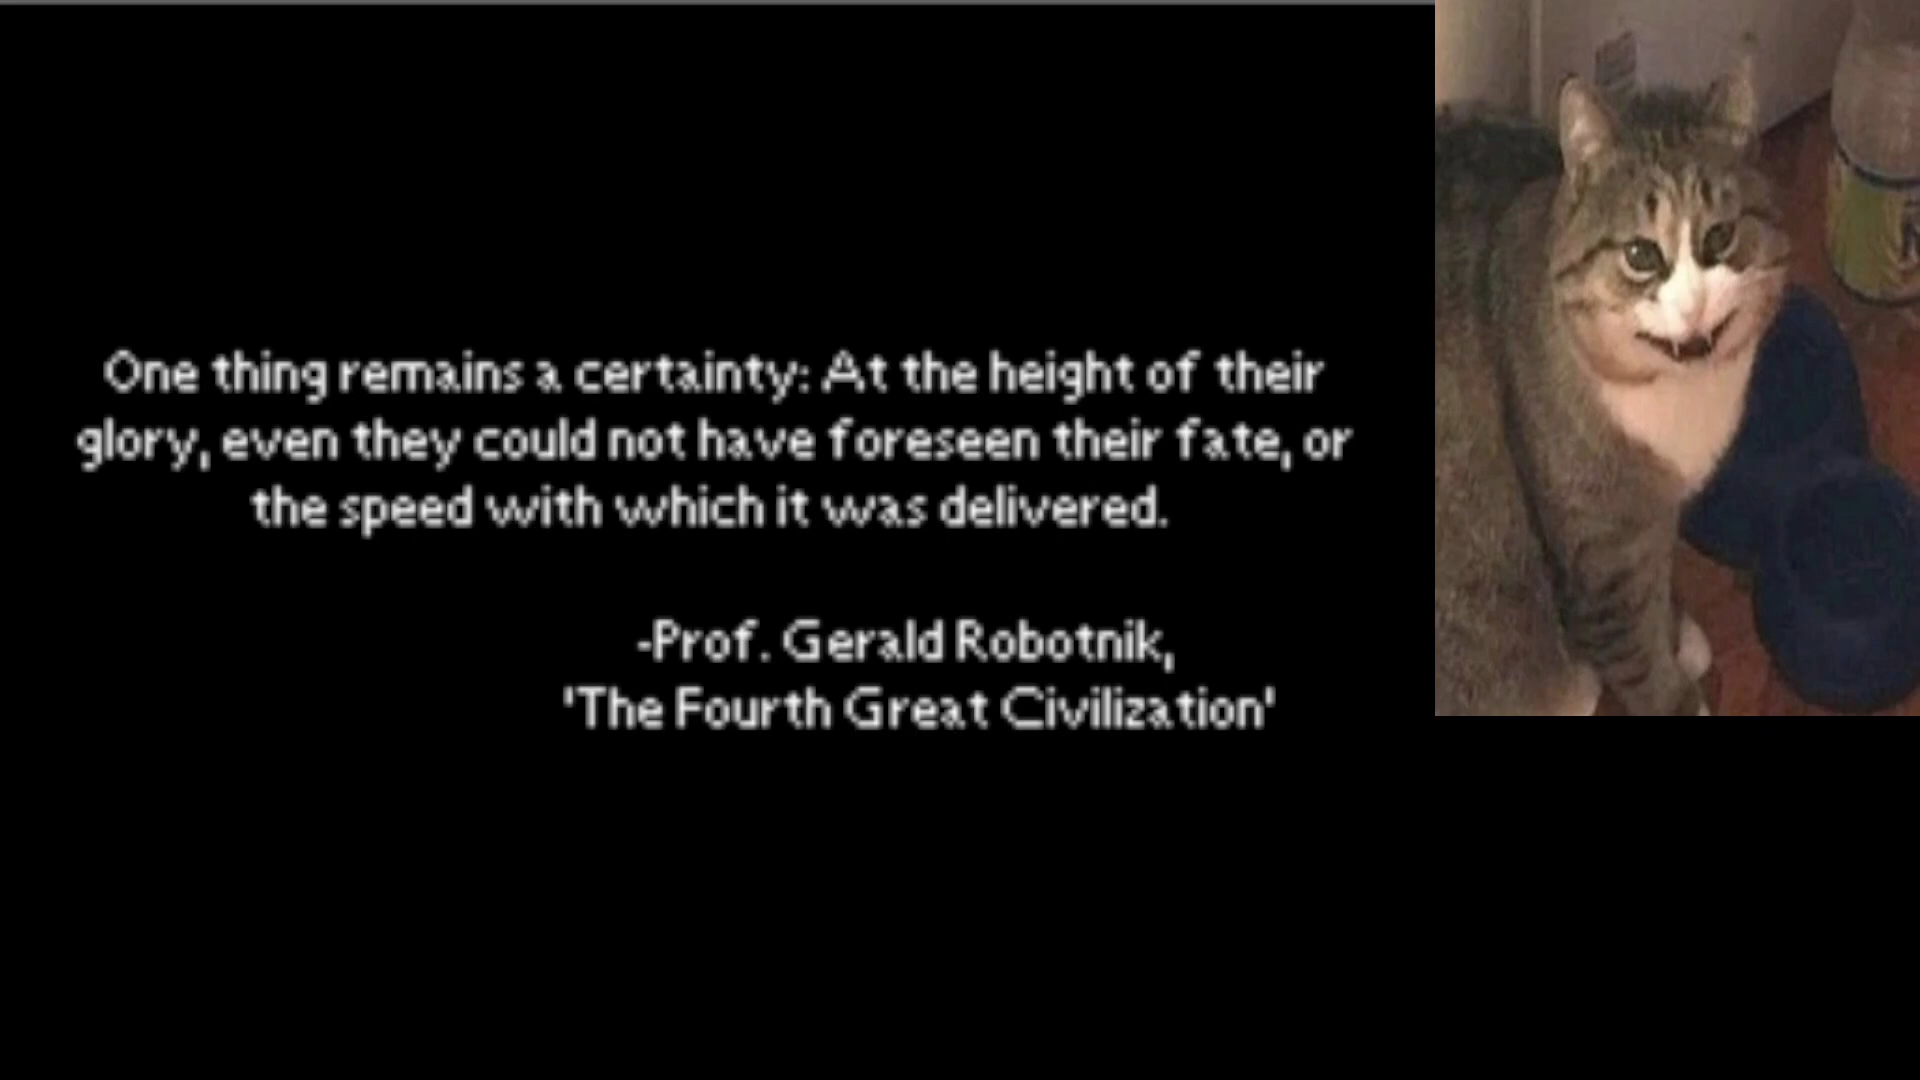 One thing remains a certainty: At the height of their
glory, even they could not have foreseen their fate, or
the speed with which it was delivered.
-Prof. Gerald Robotnik,
'The Fourth Great Civilization'